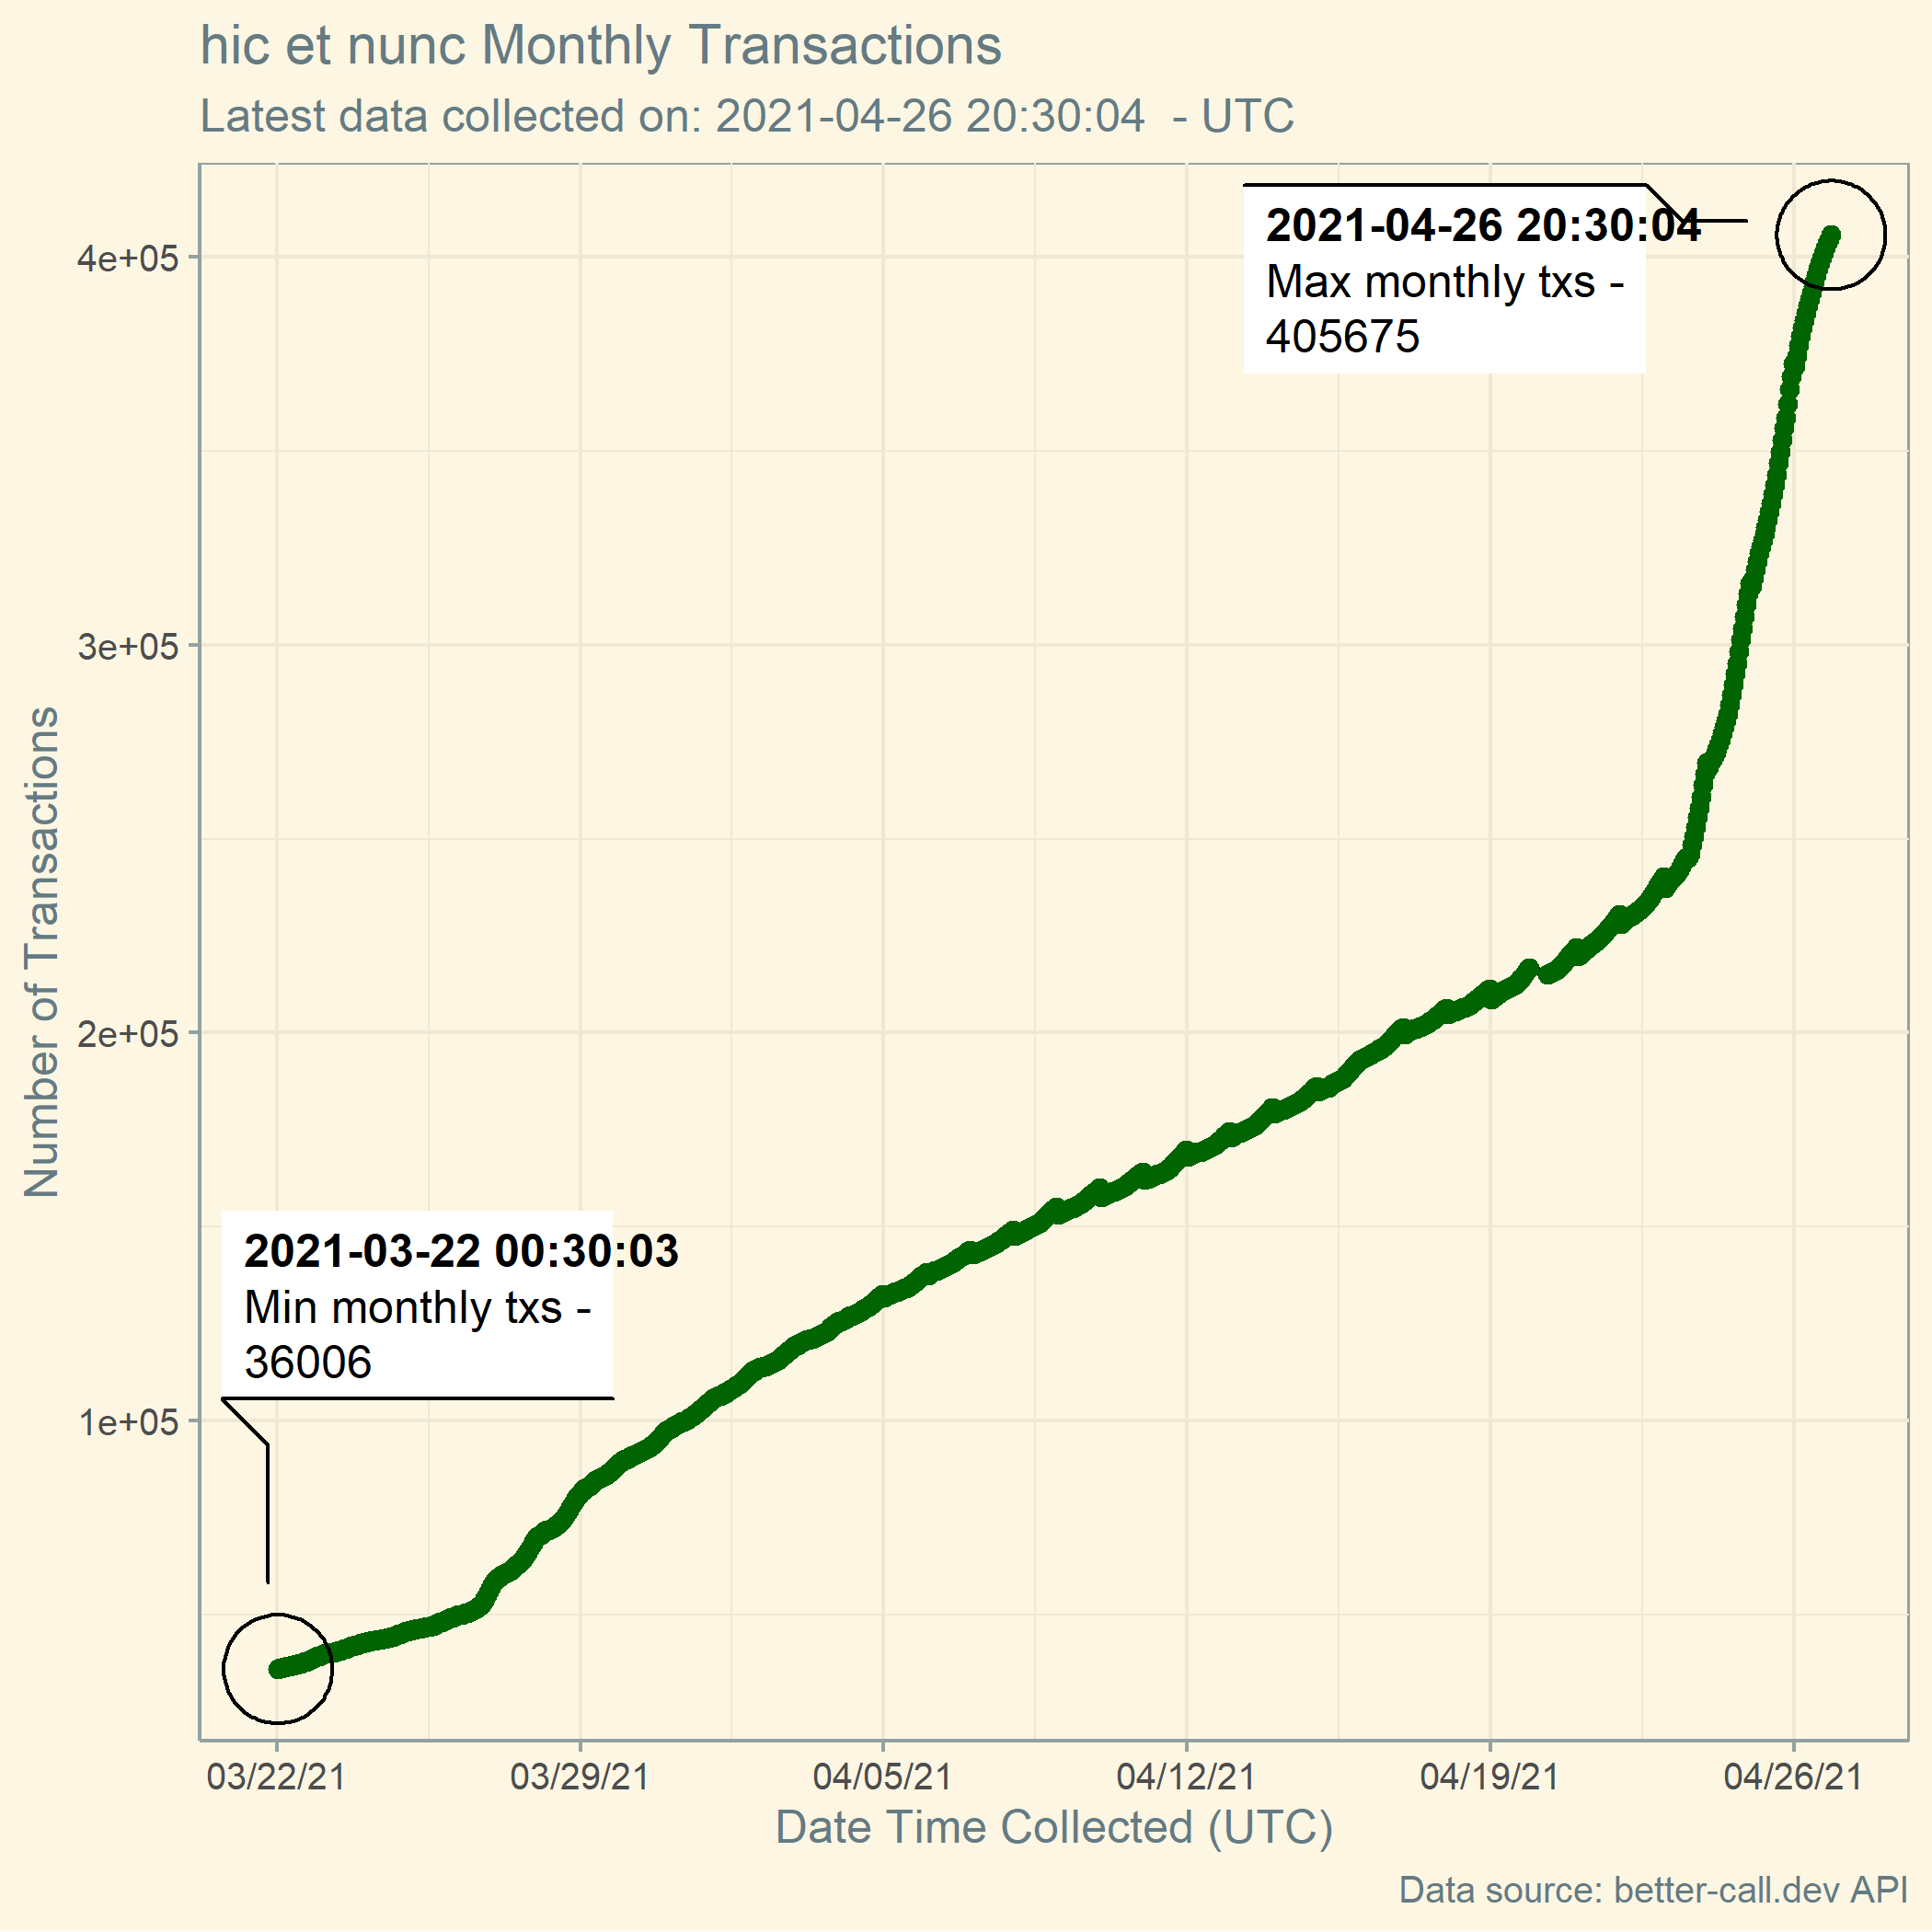 hic et nunc Monthly Transactions
Latest data collected on: 2021-04-26 20:30:04  - UTC
2021-04-26 20:30:04
Max monthly txs -
405675
4e+05
3e+05
2e+05
1e+05
Number of Transactions
2021-03-22 00:30:03
Min monthly txs -
36006
03/22/21 03/29/21 04/05/21 04/12/21 04/19/21 04/26/21
Date Time Collected (UTC)
Data source: better-call.dev API